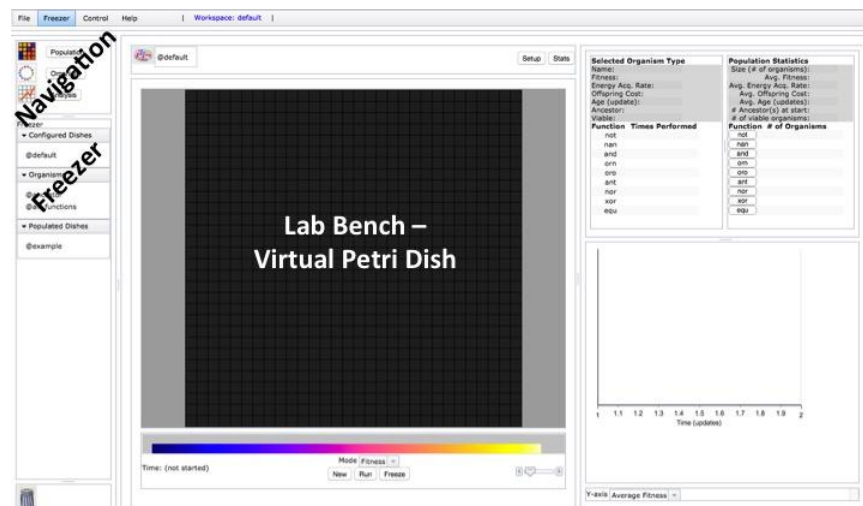 File Freezer Control Help | Workspace: default |
Navigation
Freezer
▾ Configured Dishes
@default
▾ Organisms
@all_functions
Freezer
▾ Populated Dishes
@example
@default
Setup Stats
Lab Bench –
Virtual Petri Dish
Mode Fitness
Time: (not started)
New Run Freeze
Selected Organism Type
Name:
Fitness:
Energy Acq. Rate:
Offspring Cost:
Age (update):
Ancestor:
Viable:
Function Times Performed
not
nan
and
orn
oro
ant
nor
xor
equ
Population Statistics
Size (# of organisms):
Avg. Fitness:
Avg. Energy Acq. Rate:
Avg. Offspring Cost:
Avg. Age (updates):
# Ancestor(s) at start:
# of viable organisms:
Function # of Organisms
not
nan
and
orn
oro
ant
nor
xor
equ
1 1.1 1.2 1.3 1.4 1.5 1.6 1.7 1.8 1.9 2
Time (updates)
Y-axis Average Fitness